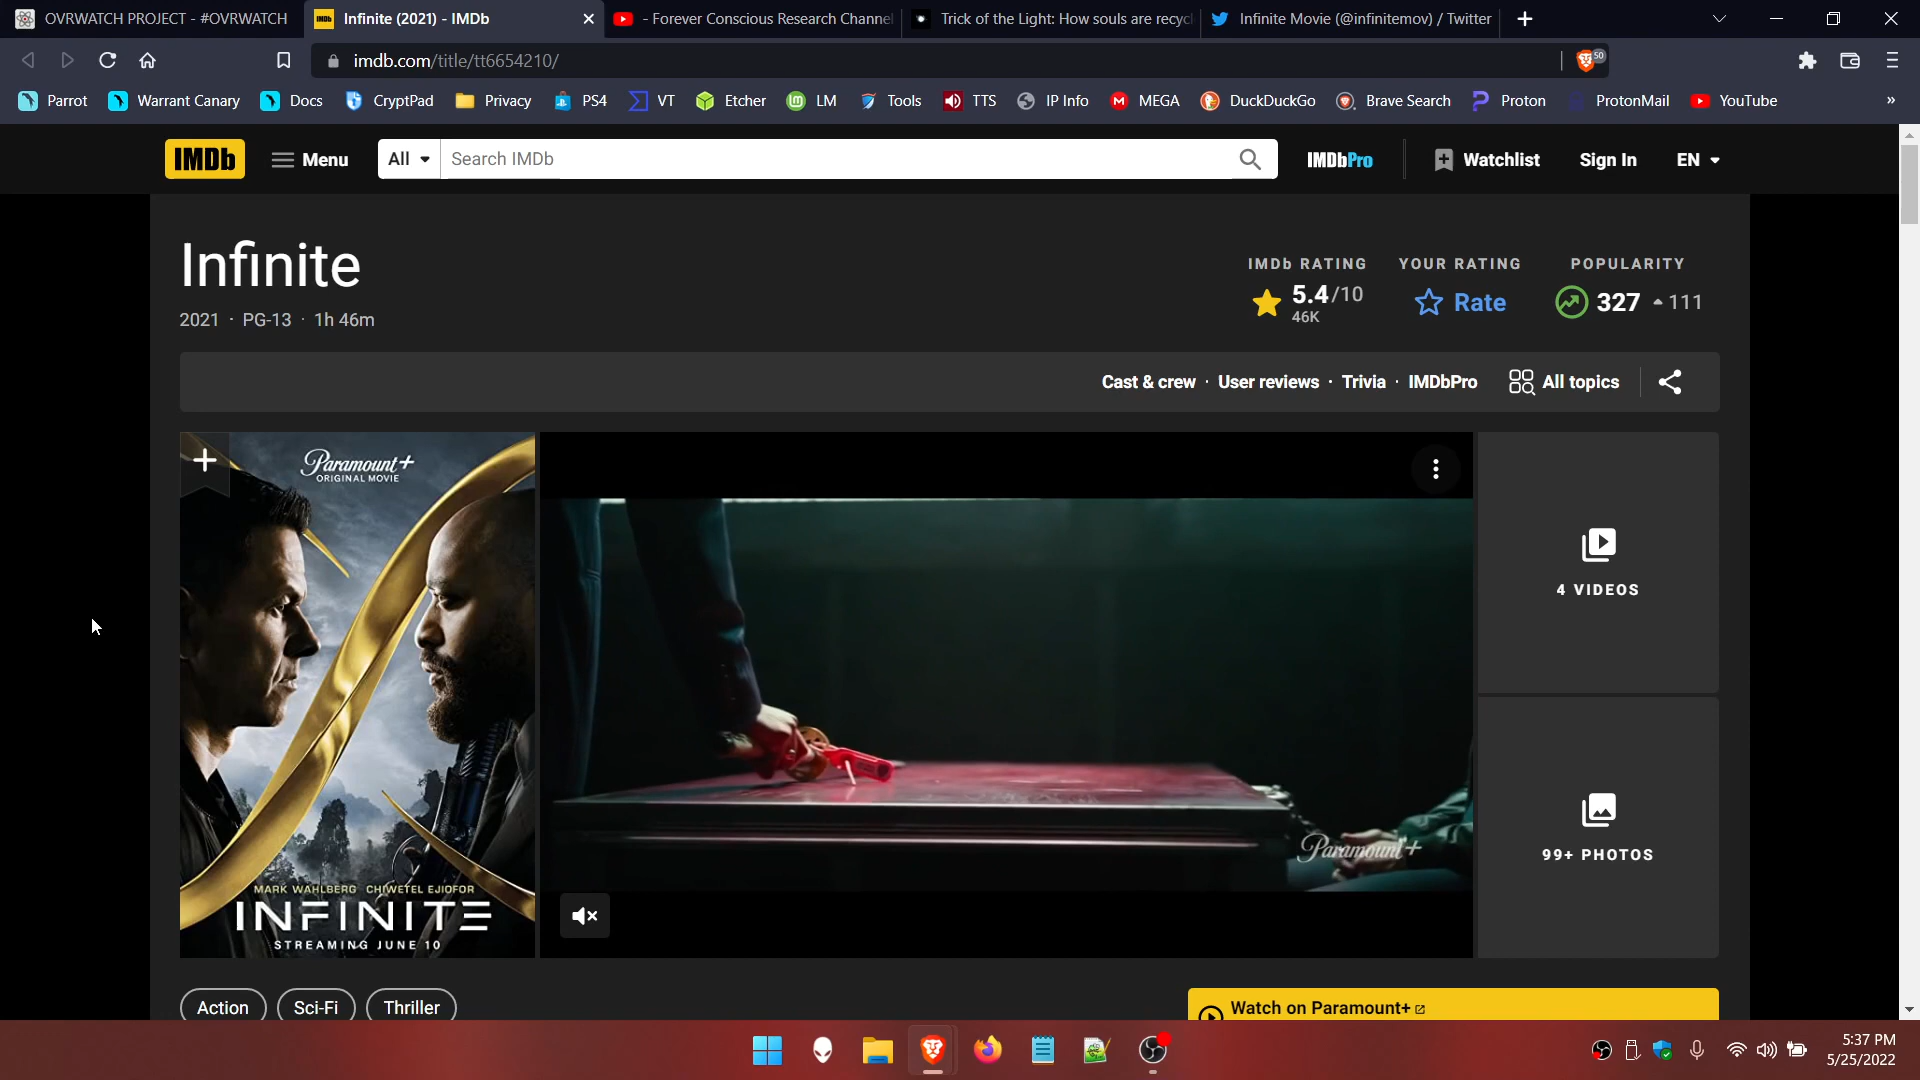 OVRWATCH PROJECT - #OVRWATCH
IMDb Infinite (2021) - IMDb
- Forever Conscious Research Channel
Trick of the Light: How souls are recycl
Infinite Movie (@infinitemov) / Twitter
imdb.com/title/tt6654210/
50
Parrot
Warrant Canary
Docs
CryptPad
Privacy
PS4
VT
Etcher
LM
Tools
TTS
IP Info
MEGA
DuckDuckGo
Brave Search
Proton
ProtonMail
YouTube
»
IMDb
Menu
All
Search IMDb
IMDbPro
Watchlist
Sign In
EN
Infinite
2021 · PG-13 · 1h 46m
IMDb RATING
5.4/10
46K
YOUR RATING
Rate
POPULARITY
327
111
Cast & crew · User reviews · Trivia · IMDbPro
All topics
Paramount+
ORIGINAL MOVIE
MARK WAHLBERG CHIWETEL EJIOFOR
INFINITE
STREAMING JUNE 10
Paramount+
4 VIDEOS
99+ PHOTOS
Action
Sci-Fi
Thriller
Watch on Paramount+
5:37 PM
5/25/2022